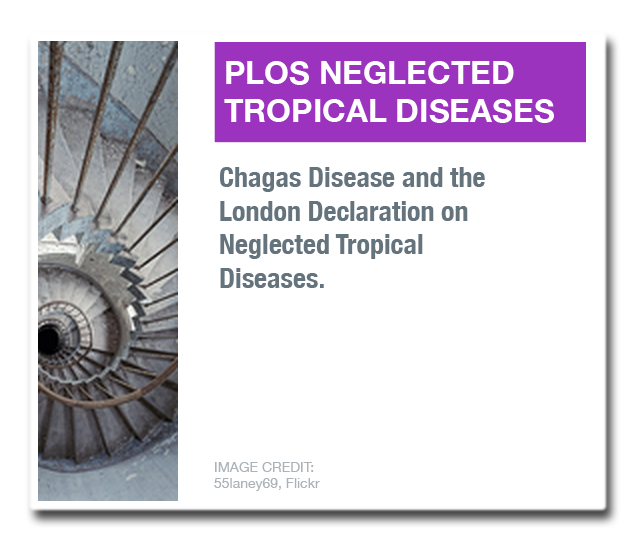 PLOS NEGLECTED
TROPICAL DISEASES
Chagas Disease and the
London Declaration on
Neglected Tropical
Diseases.
IMAGE CREDIT:
55laney69, Flickr